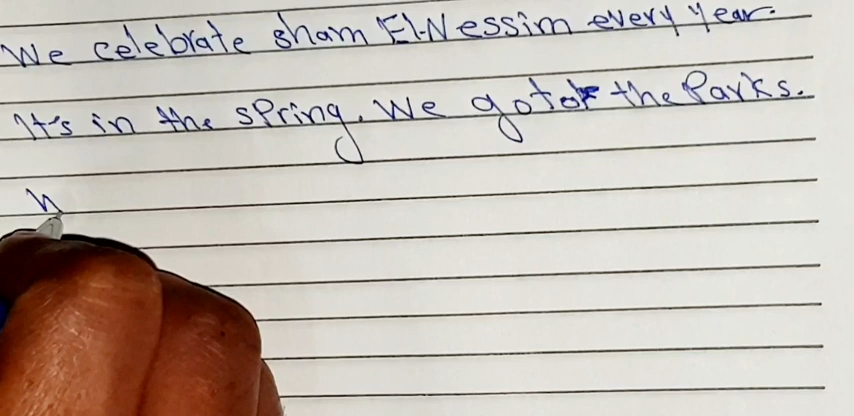 We celebrate sham El-Nessim every year.
It's in the spring. We go to the Parks.